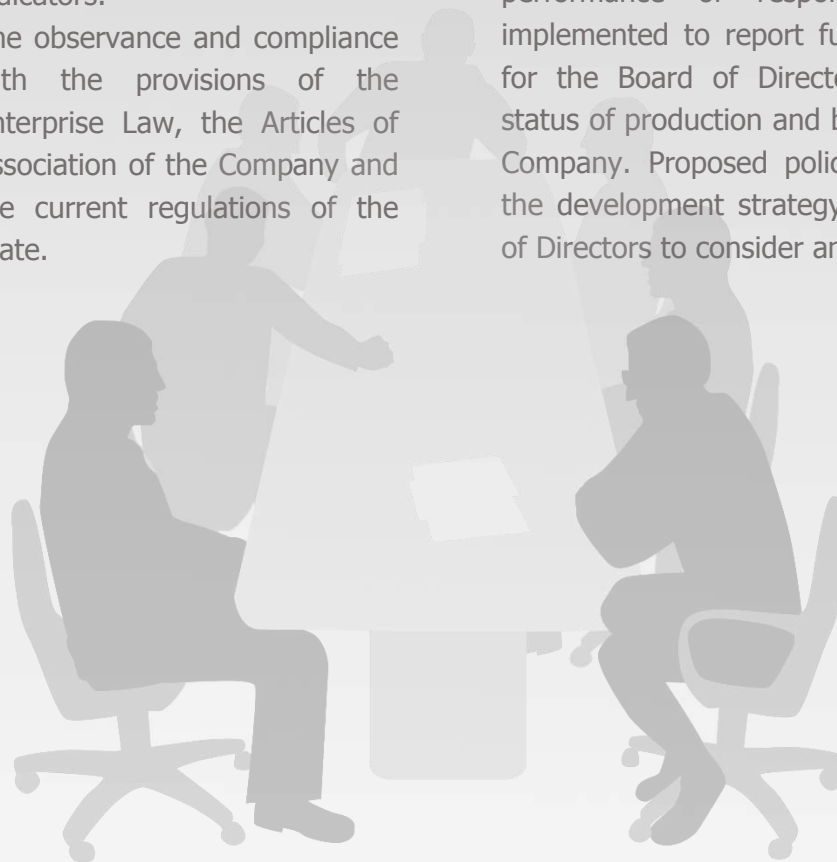 dicators.
he observance and compliance
th the provisions of the
nterprise Law, the Articles of
ssociation of the Company and
e current regulations of the
ate.
performance of respon
implemented to report fu
for the Board of Directo
status of production and b
Company. Proposed polic
the development strategy
of Directors to consider an